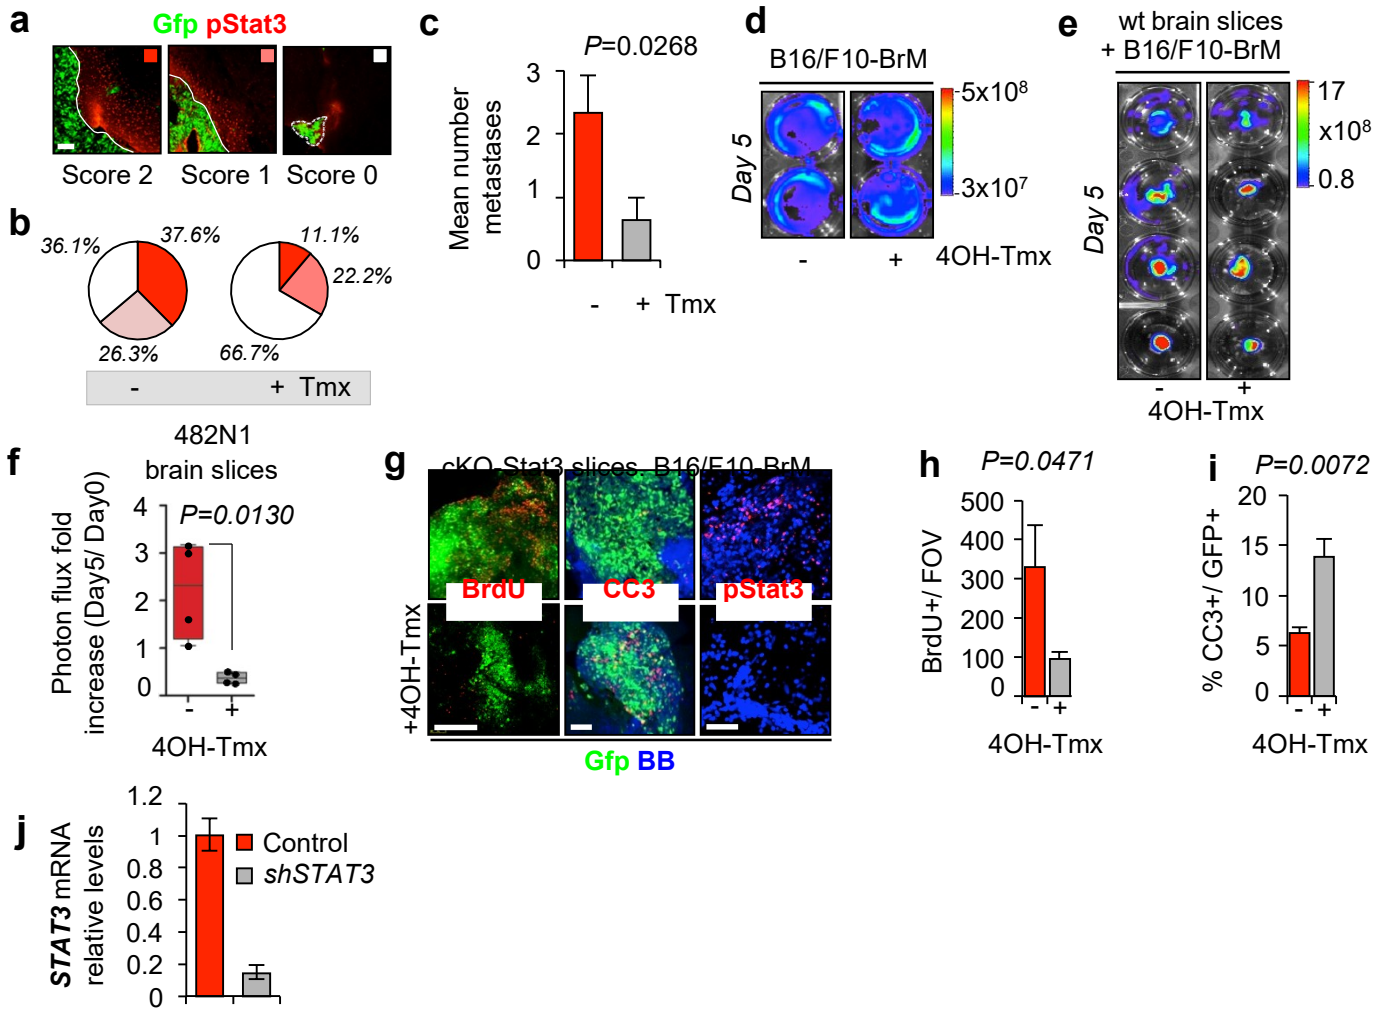 a
Gfp pStat3
Score 2 Score 1 Score 0
b
36.1% 37.6% 11.1%
22.2%
26.3% 66.7%
- + Tmx
c
P=0.0268
Mean number
metastases
3
2
1
0
- + Tmx
d
B16/F10-BrM
Day 5
5x10⁸
3x10⁷
- + 4OH-Tmx
e
wt brain slices
+ B16/F10-BrM
Day 5
17
x10⁸
0.8
- +
4OH-Tmx
f
482N1
brain slices
Photon flux fold
increase (Day5/ Day0)
P=0.0130
4
3
2
1
0
- +
4OH-Tmx
g
cKO-Stat3 slices B16/F10-BrM
BrdU CC3 pStat3
+4OH-Tmx
Gfp BB
h
P=0.0471
BrdU+/ FOV
500
400
300
200
100
0
- +
4OH-Tmx
i
P=0.0072
% CC3+/ GFP+
20
15
10
5
0
- +
4OH-Tmx
j
STAT3 mRNA
relative levels
1.2
1
0.8
0.6
0.4
0.2
0
Control
shSTAT3